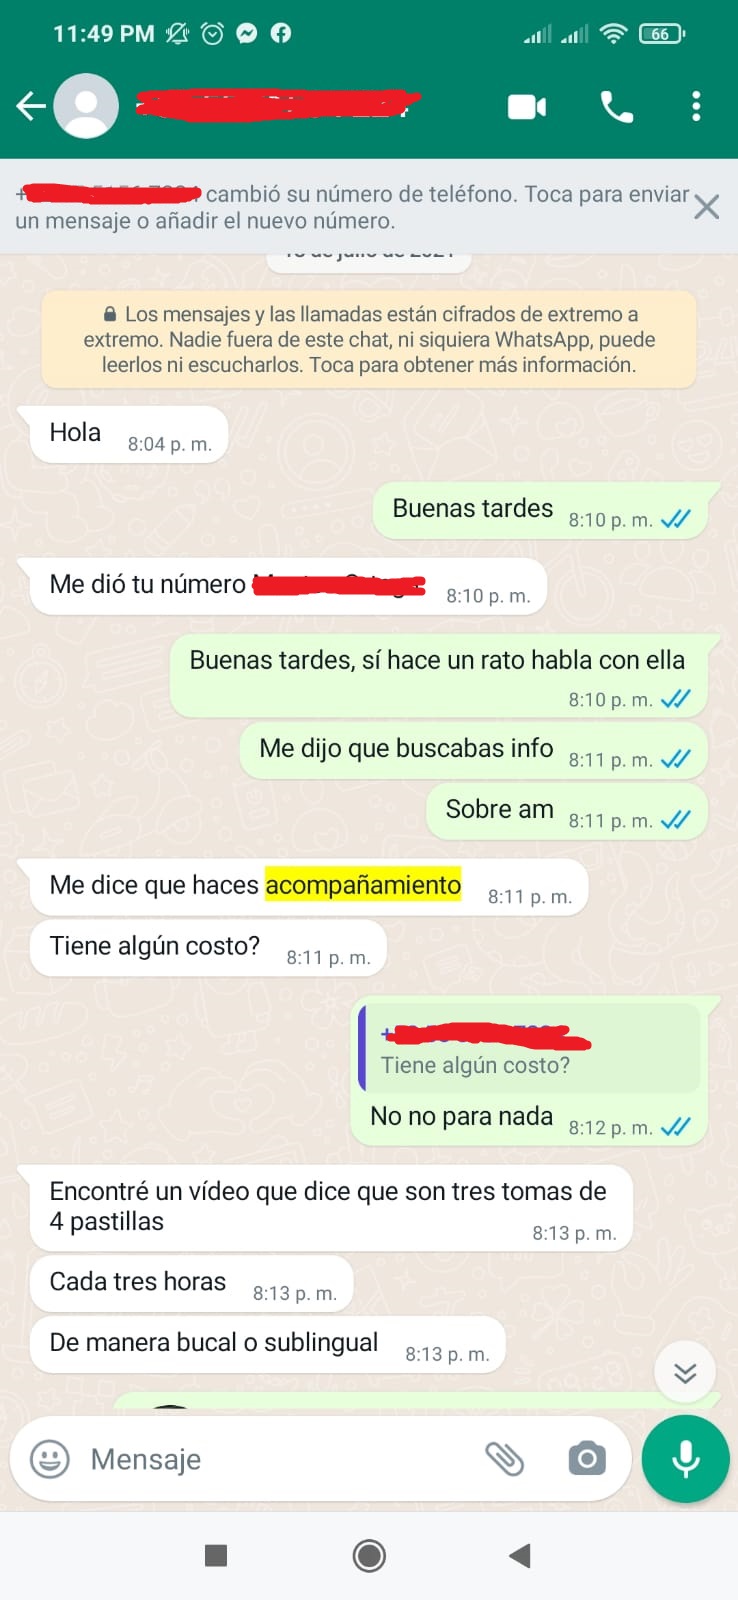 11:49 PM
66
cambió su número de teléfono. Toca para enviar
un mensaje o añadir el nuevo número.
Los mensajes y las llamadas están cifrados de extremo a
extremo. Nadie fuera de este chat, ni siquiera WhatsApp, puede
leerlos ni escucharlos. Toca para obtener más información.
Hola 8:04 p. m.
Buenas tardes 8:10 p. m.
Me dió tu número 8:10 p. m.
Buenas tardes, sí hace un rato habla con ella
8:10 p. m.
Me dijo que buscabas info 8:11 p. m.
Sobre am 8:11 p. m.
Me dice que haces acompañamiento 8:11 p. m.
Tiene algún costo? 8:11 p. m.
Tiene algún costo?
No no para nada 8:12 p. m.
Encontré un vídeo que dice que son tres tomas de
4 pastillas
8:13 p. m.
Cada tres horas 8:13 p. m.
De manera bucal o sublingual 8:13 p. m.
Mensaje